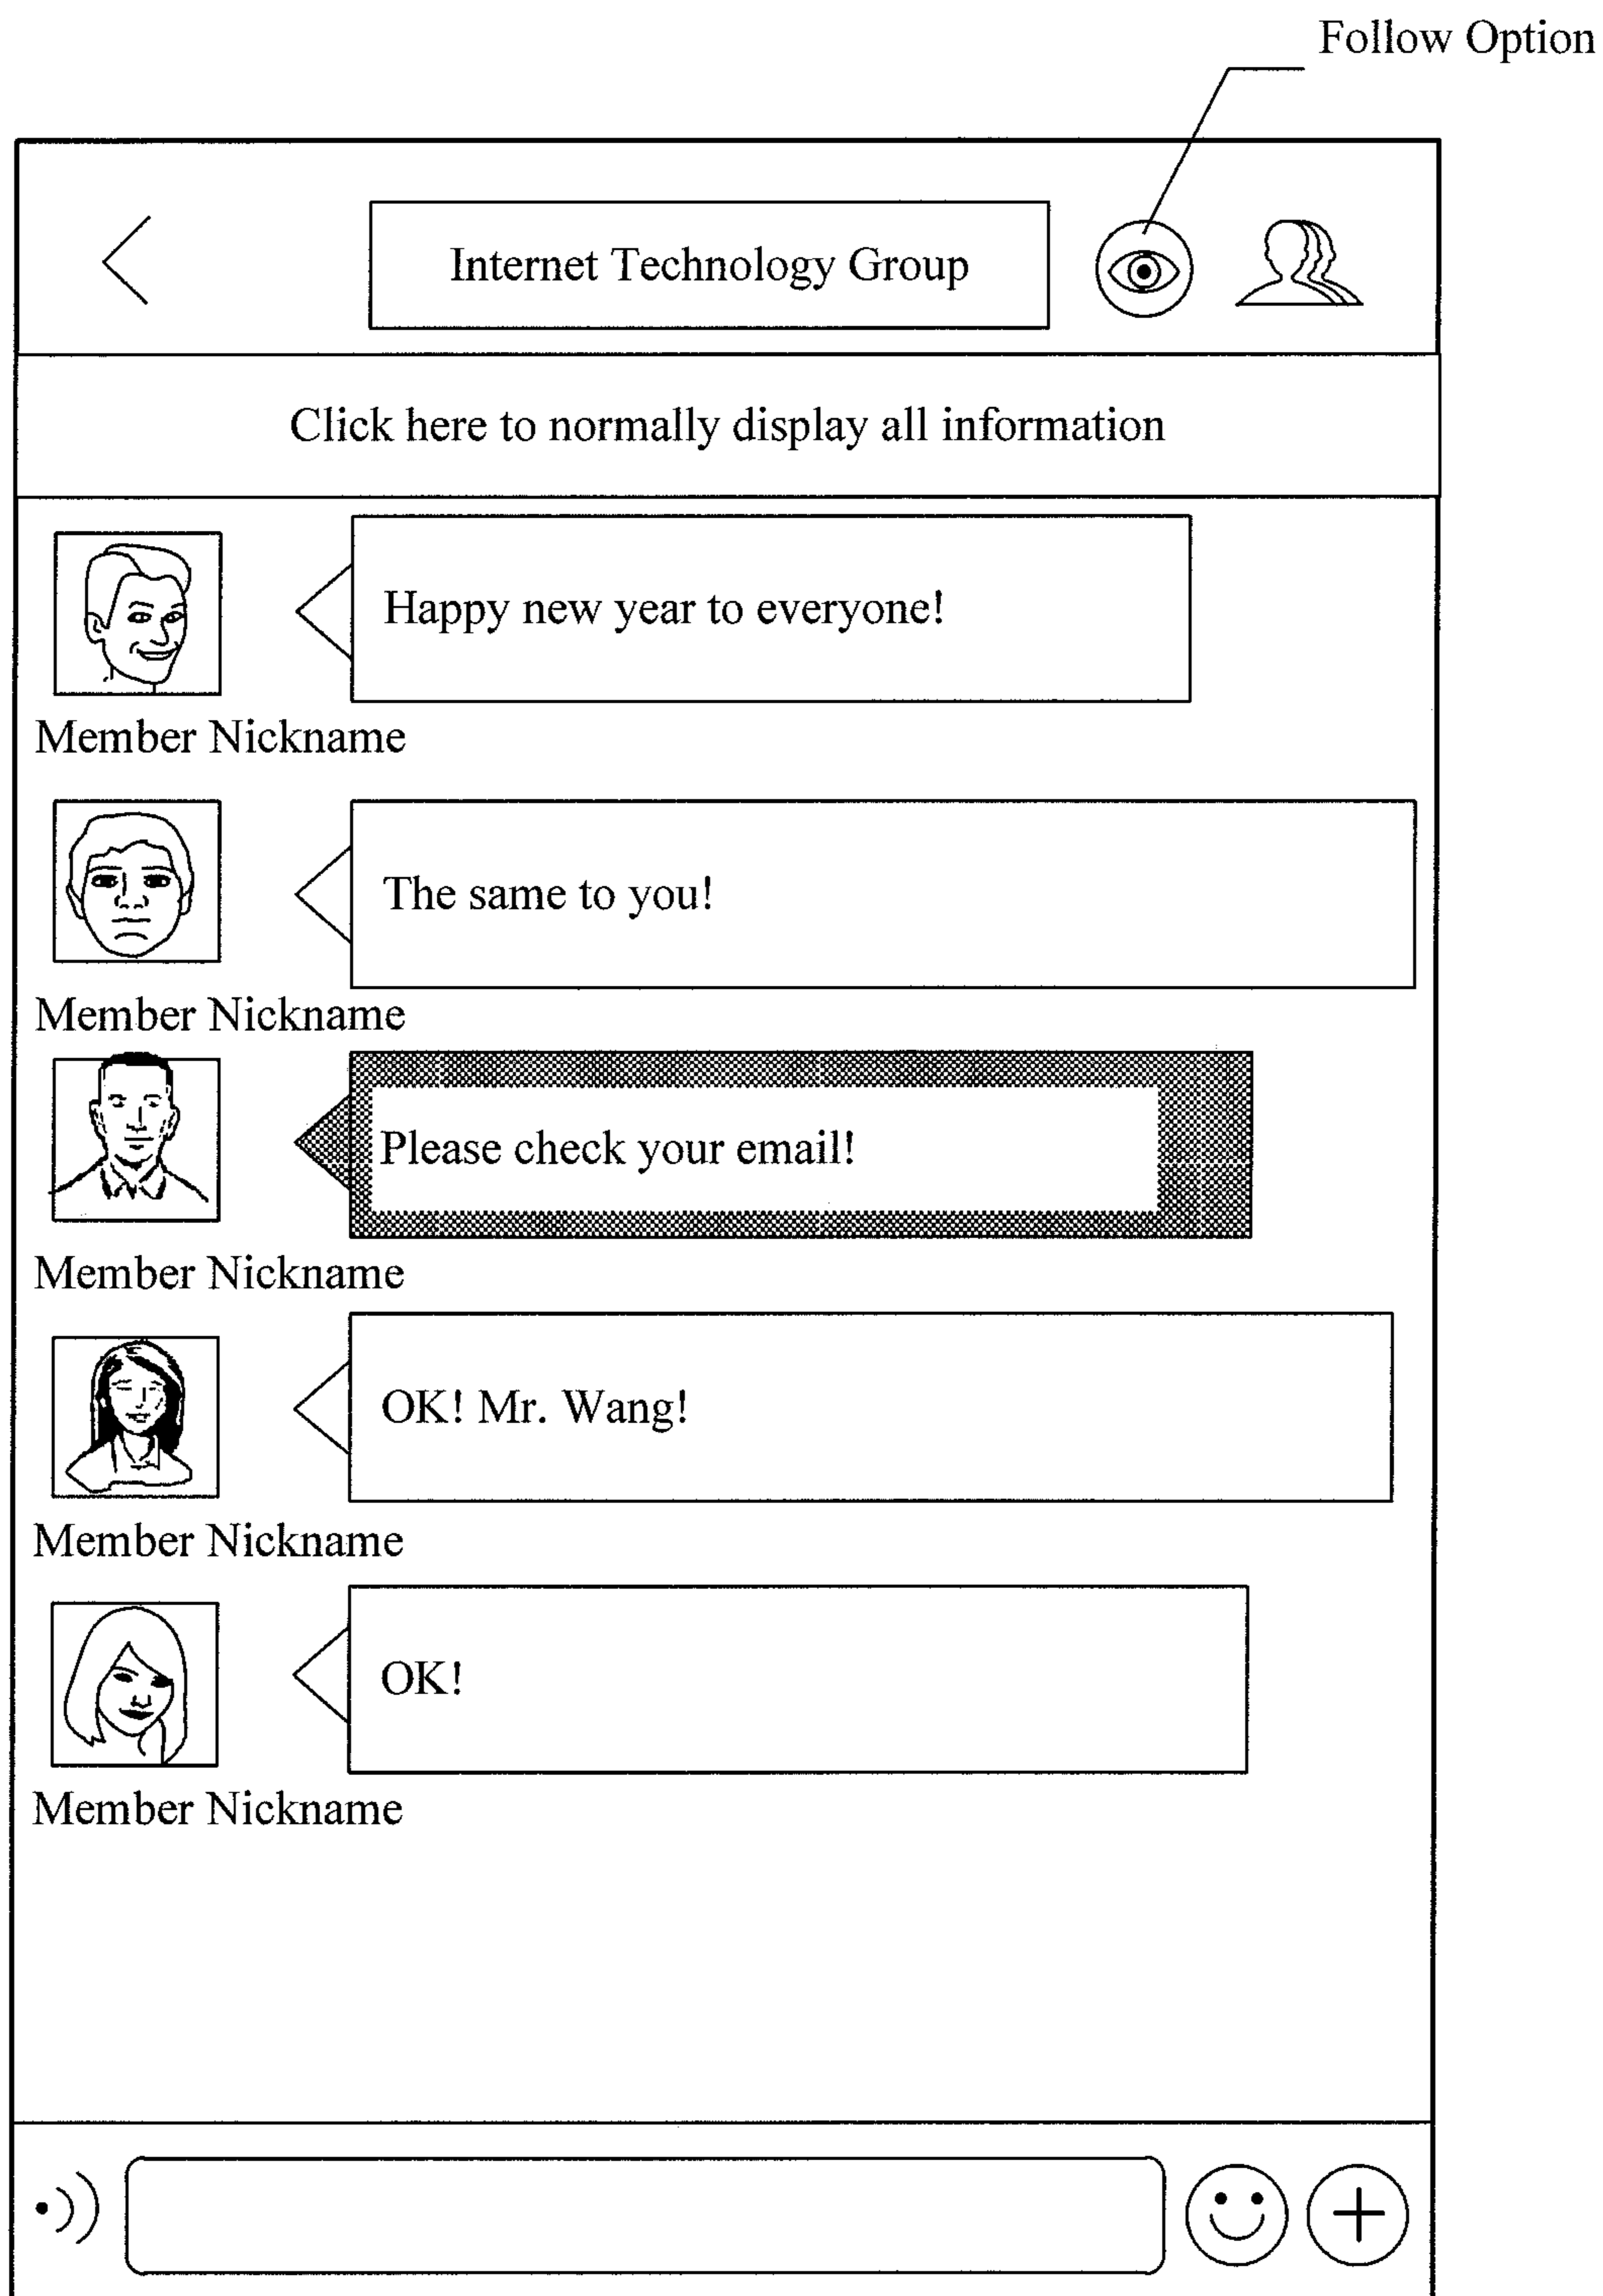 Follow Option
Internet Technology Group
Click here to normally display all information
Happy new year to everyone!
Member Nickname
The same to you!
Member Nickname
Please check your email!
Member Nickname
OK! Mr. Wang!
Member Nickname
OK!
Member Nickname